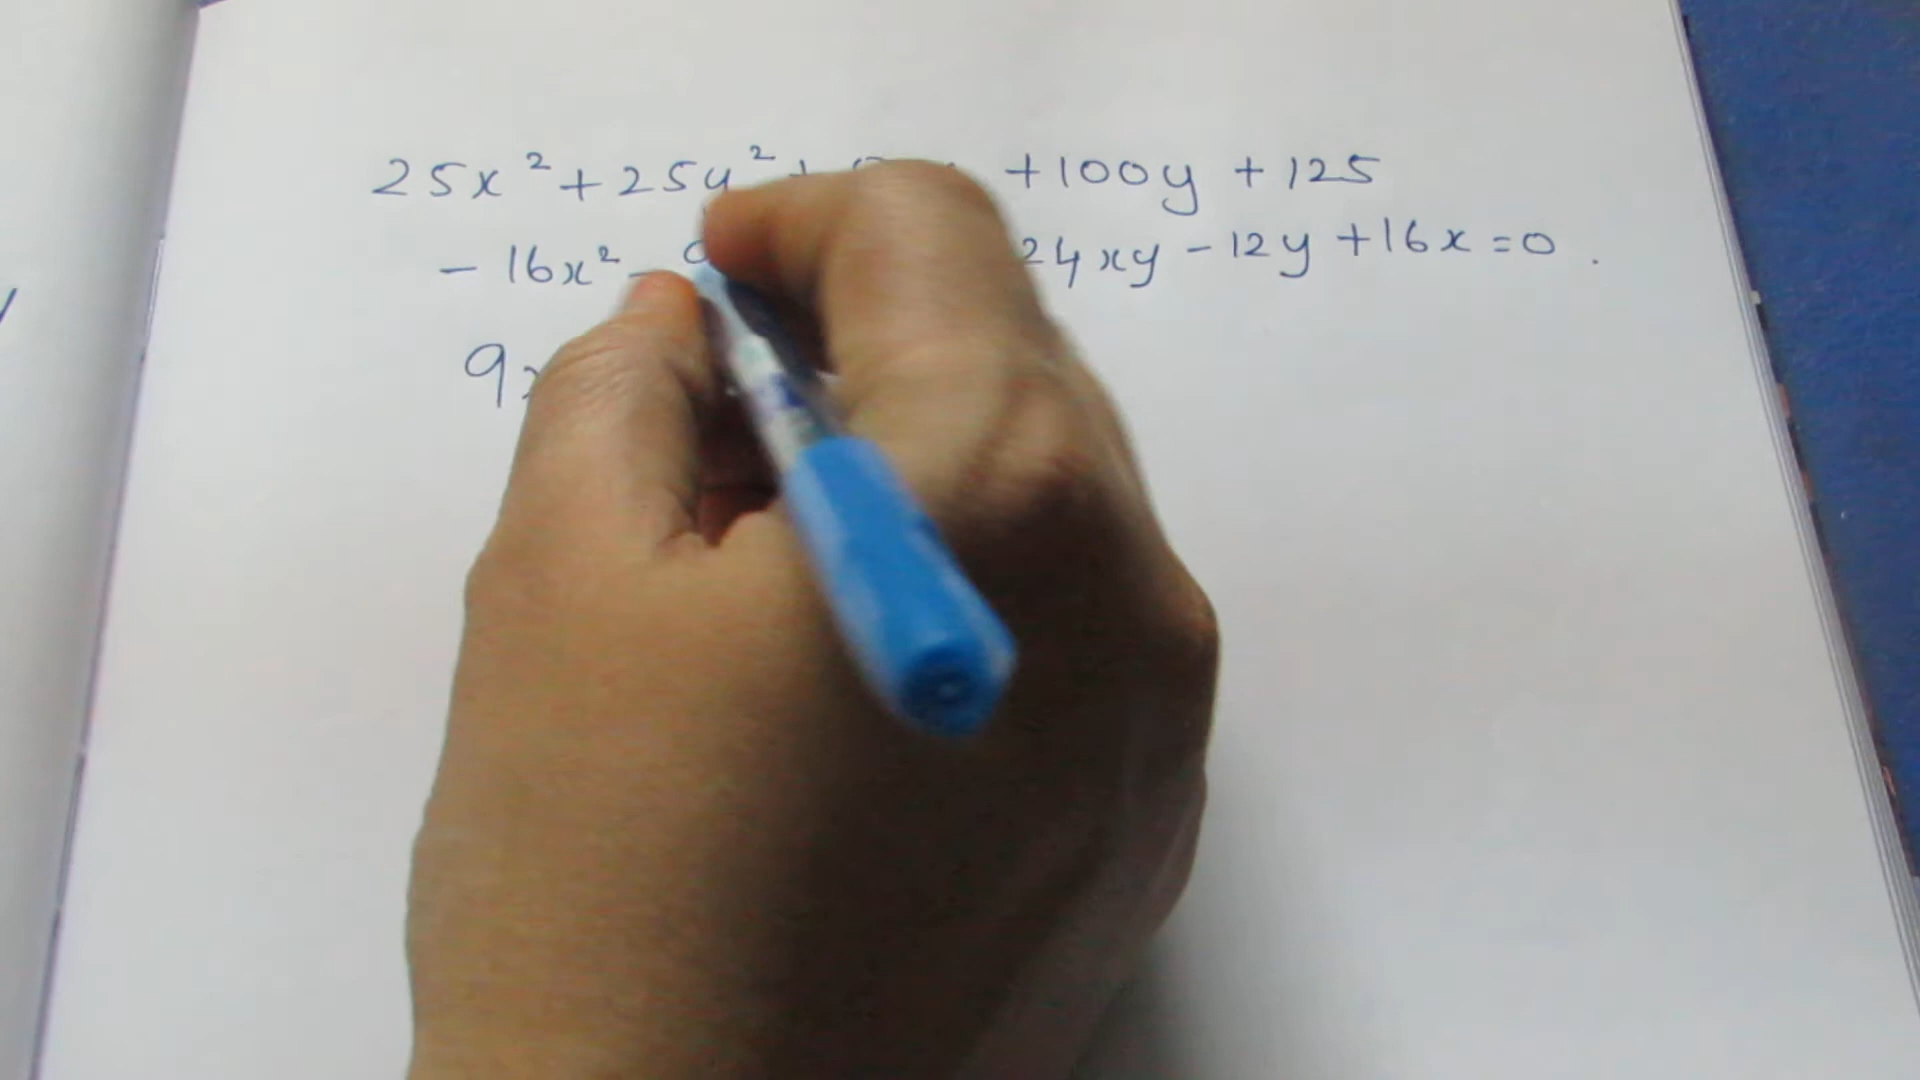 25x² + 25y² + +100y + 125
- 16x² - 24xy - 12y + 16x = 0 .
9